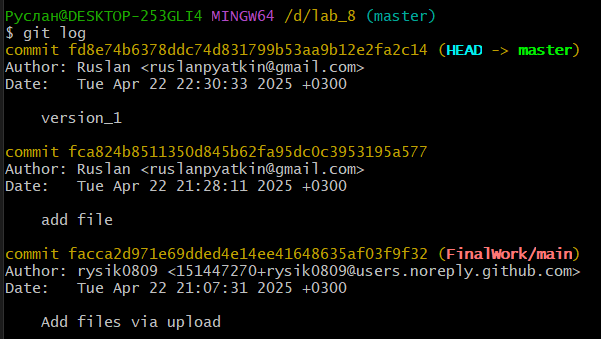 Руслан@DESKTOP-253GLI4 MINGW64 /d/lab_8 (master)
$ git log
commit fd8e74b6378ddc74d831799b53aa9b12e2fa2c14 (HEAD -> master)
Author: Ruslan <ruslanpyatkin@gmail.com>
Date:   Tue Apr 22 22:30:33 2025 +0300
    version_1
commit fca824b8511350d845b62fa95dc0c3953195a577
Author: Ruslan <ruslanpyatkin@gmail.com>
Date:   Tue Apr 22 21:28:11 2025 +0300
    add file
commit facca2d971e69dded4e14ee41648635af03f9f32 (FinalWork/main)
Author: rysik0809 <151447270+rysik0809@users.noreply.github.com>
Date:   Tue Apr 22 21:07:31 2025 +0300
    Add files via upload